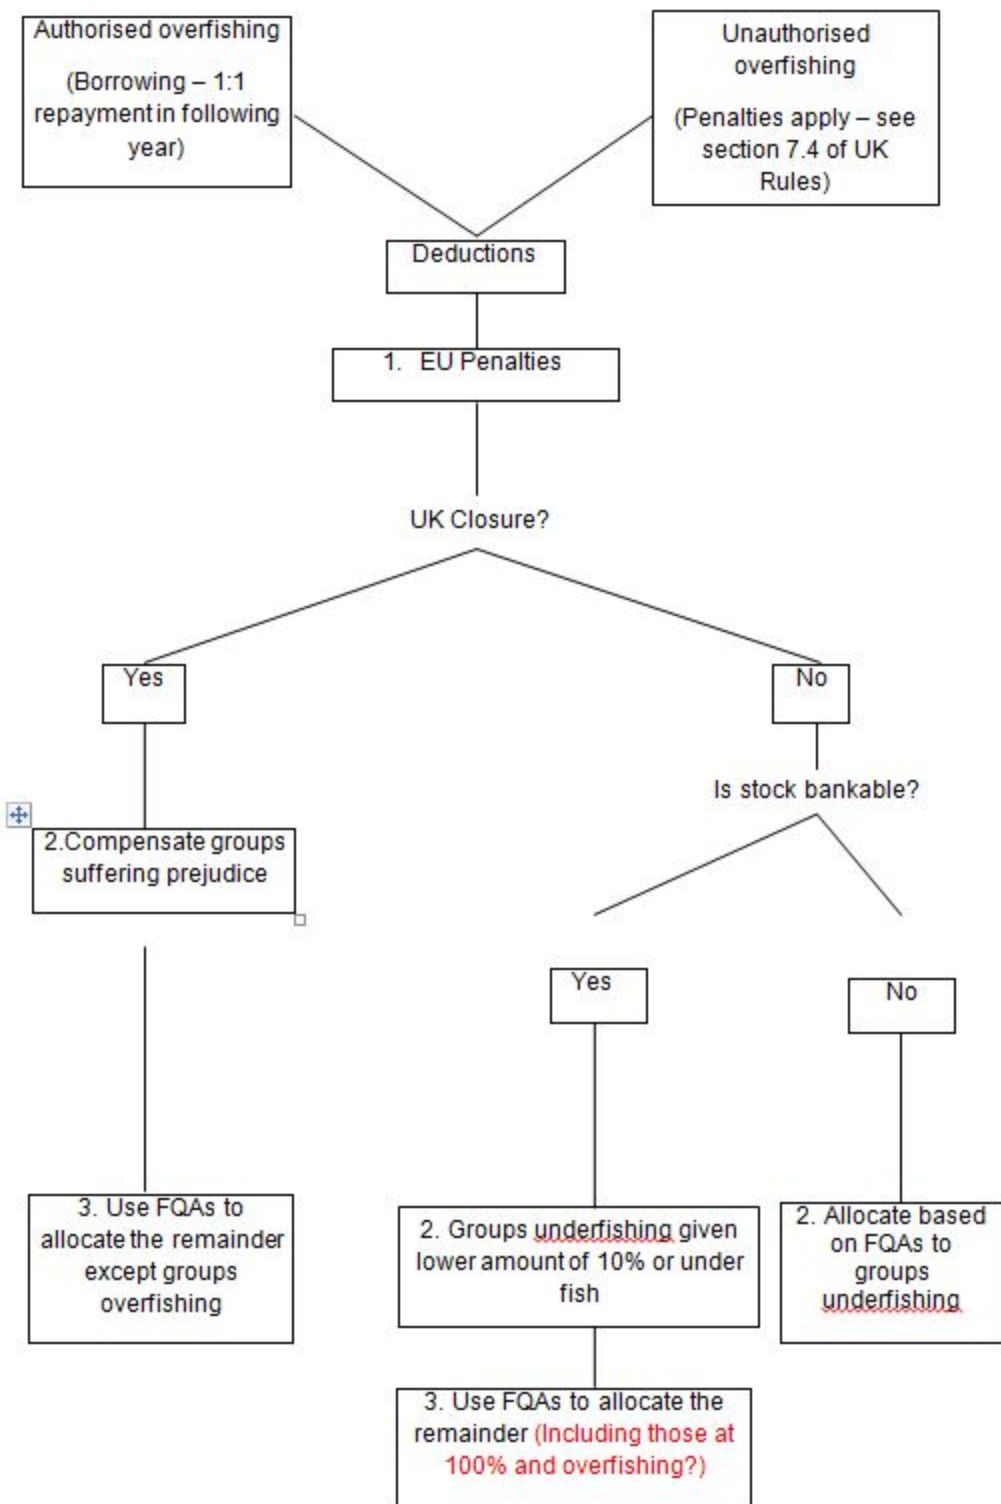 Authorised overfishing
(Borrowing – 1:1
repayment in following
year)
Unauthorised
overfishing
(Penalties apply – see
section 7.4 of UK
Rules)
Deductions
1. EU Penalties
UK Closure?
Yes
No
Is stock bankable?
2.Compensate groups
suffering prejudice
Yes
No
3. Use FQAs to
allocate the remainder
except groups
overfishing
2. Groups underfishing given
lower amount of 10% or under
fish
2. Allocate based
on FQAs to
groups
underfishing
3. Use FQAs to allocate the
remainder (Including those at
100% and overfishing?)